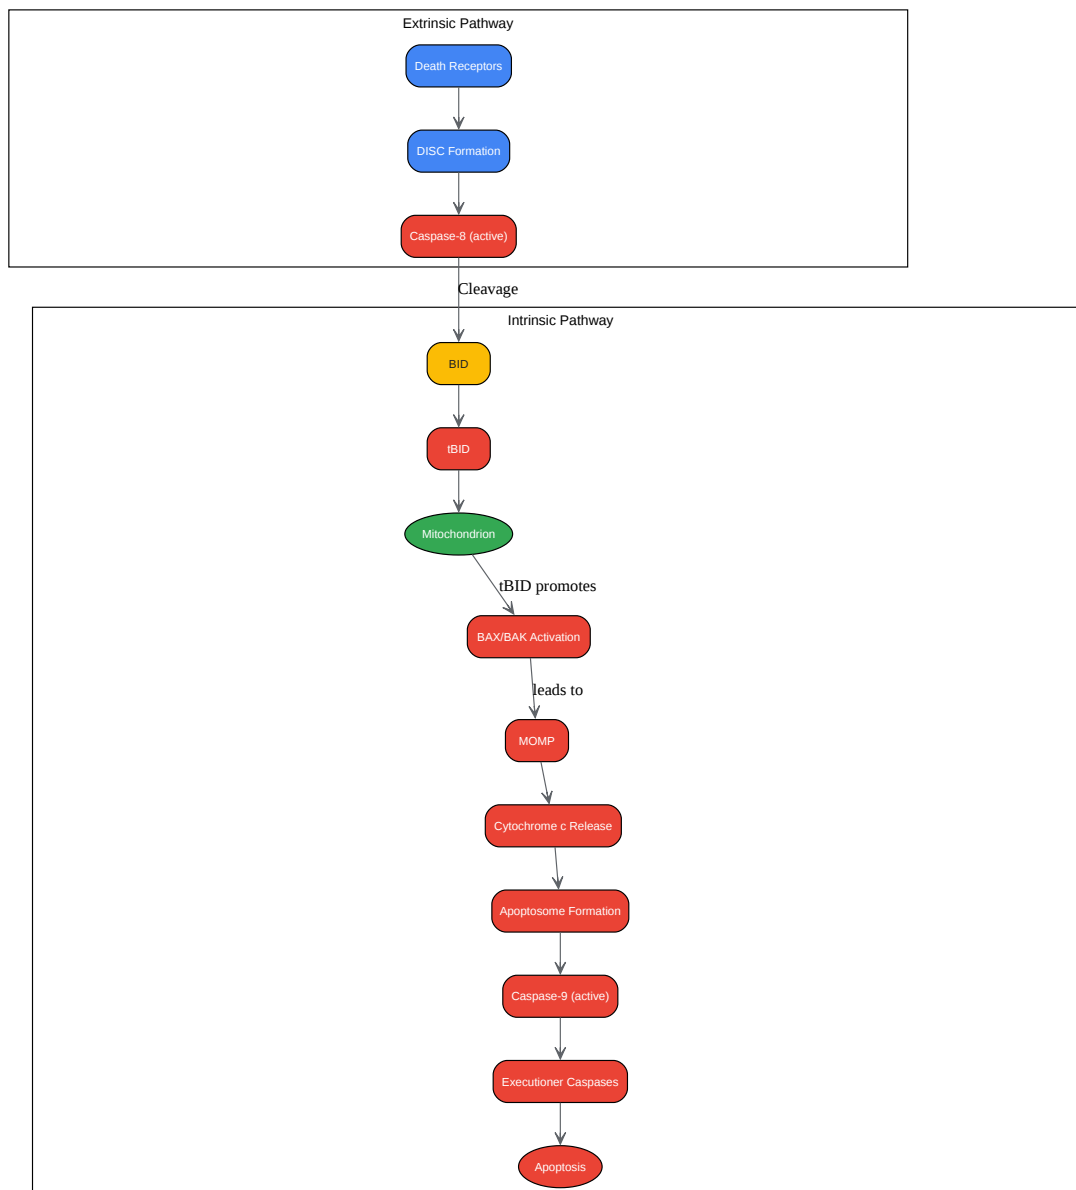 Extrinsic Pathway
Death Receptors
DISC Formation
Caspase-8 (active)
Cleavage
Intrinsic Pathway
BID
tBID
Mitochondrion
tBID promotes
BAX/BAK Activation
leads to
MOMP
Cytochrome c Release
Apoptosome Formation
Caspase-9 (active)
Executioner Caspases
Apoptosis